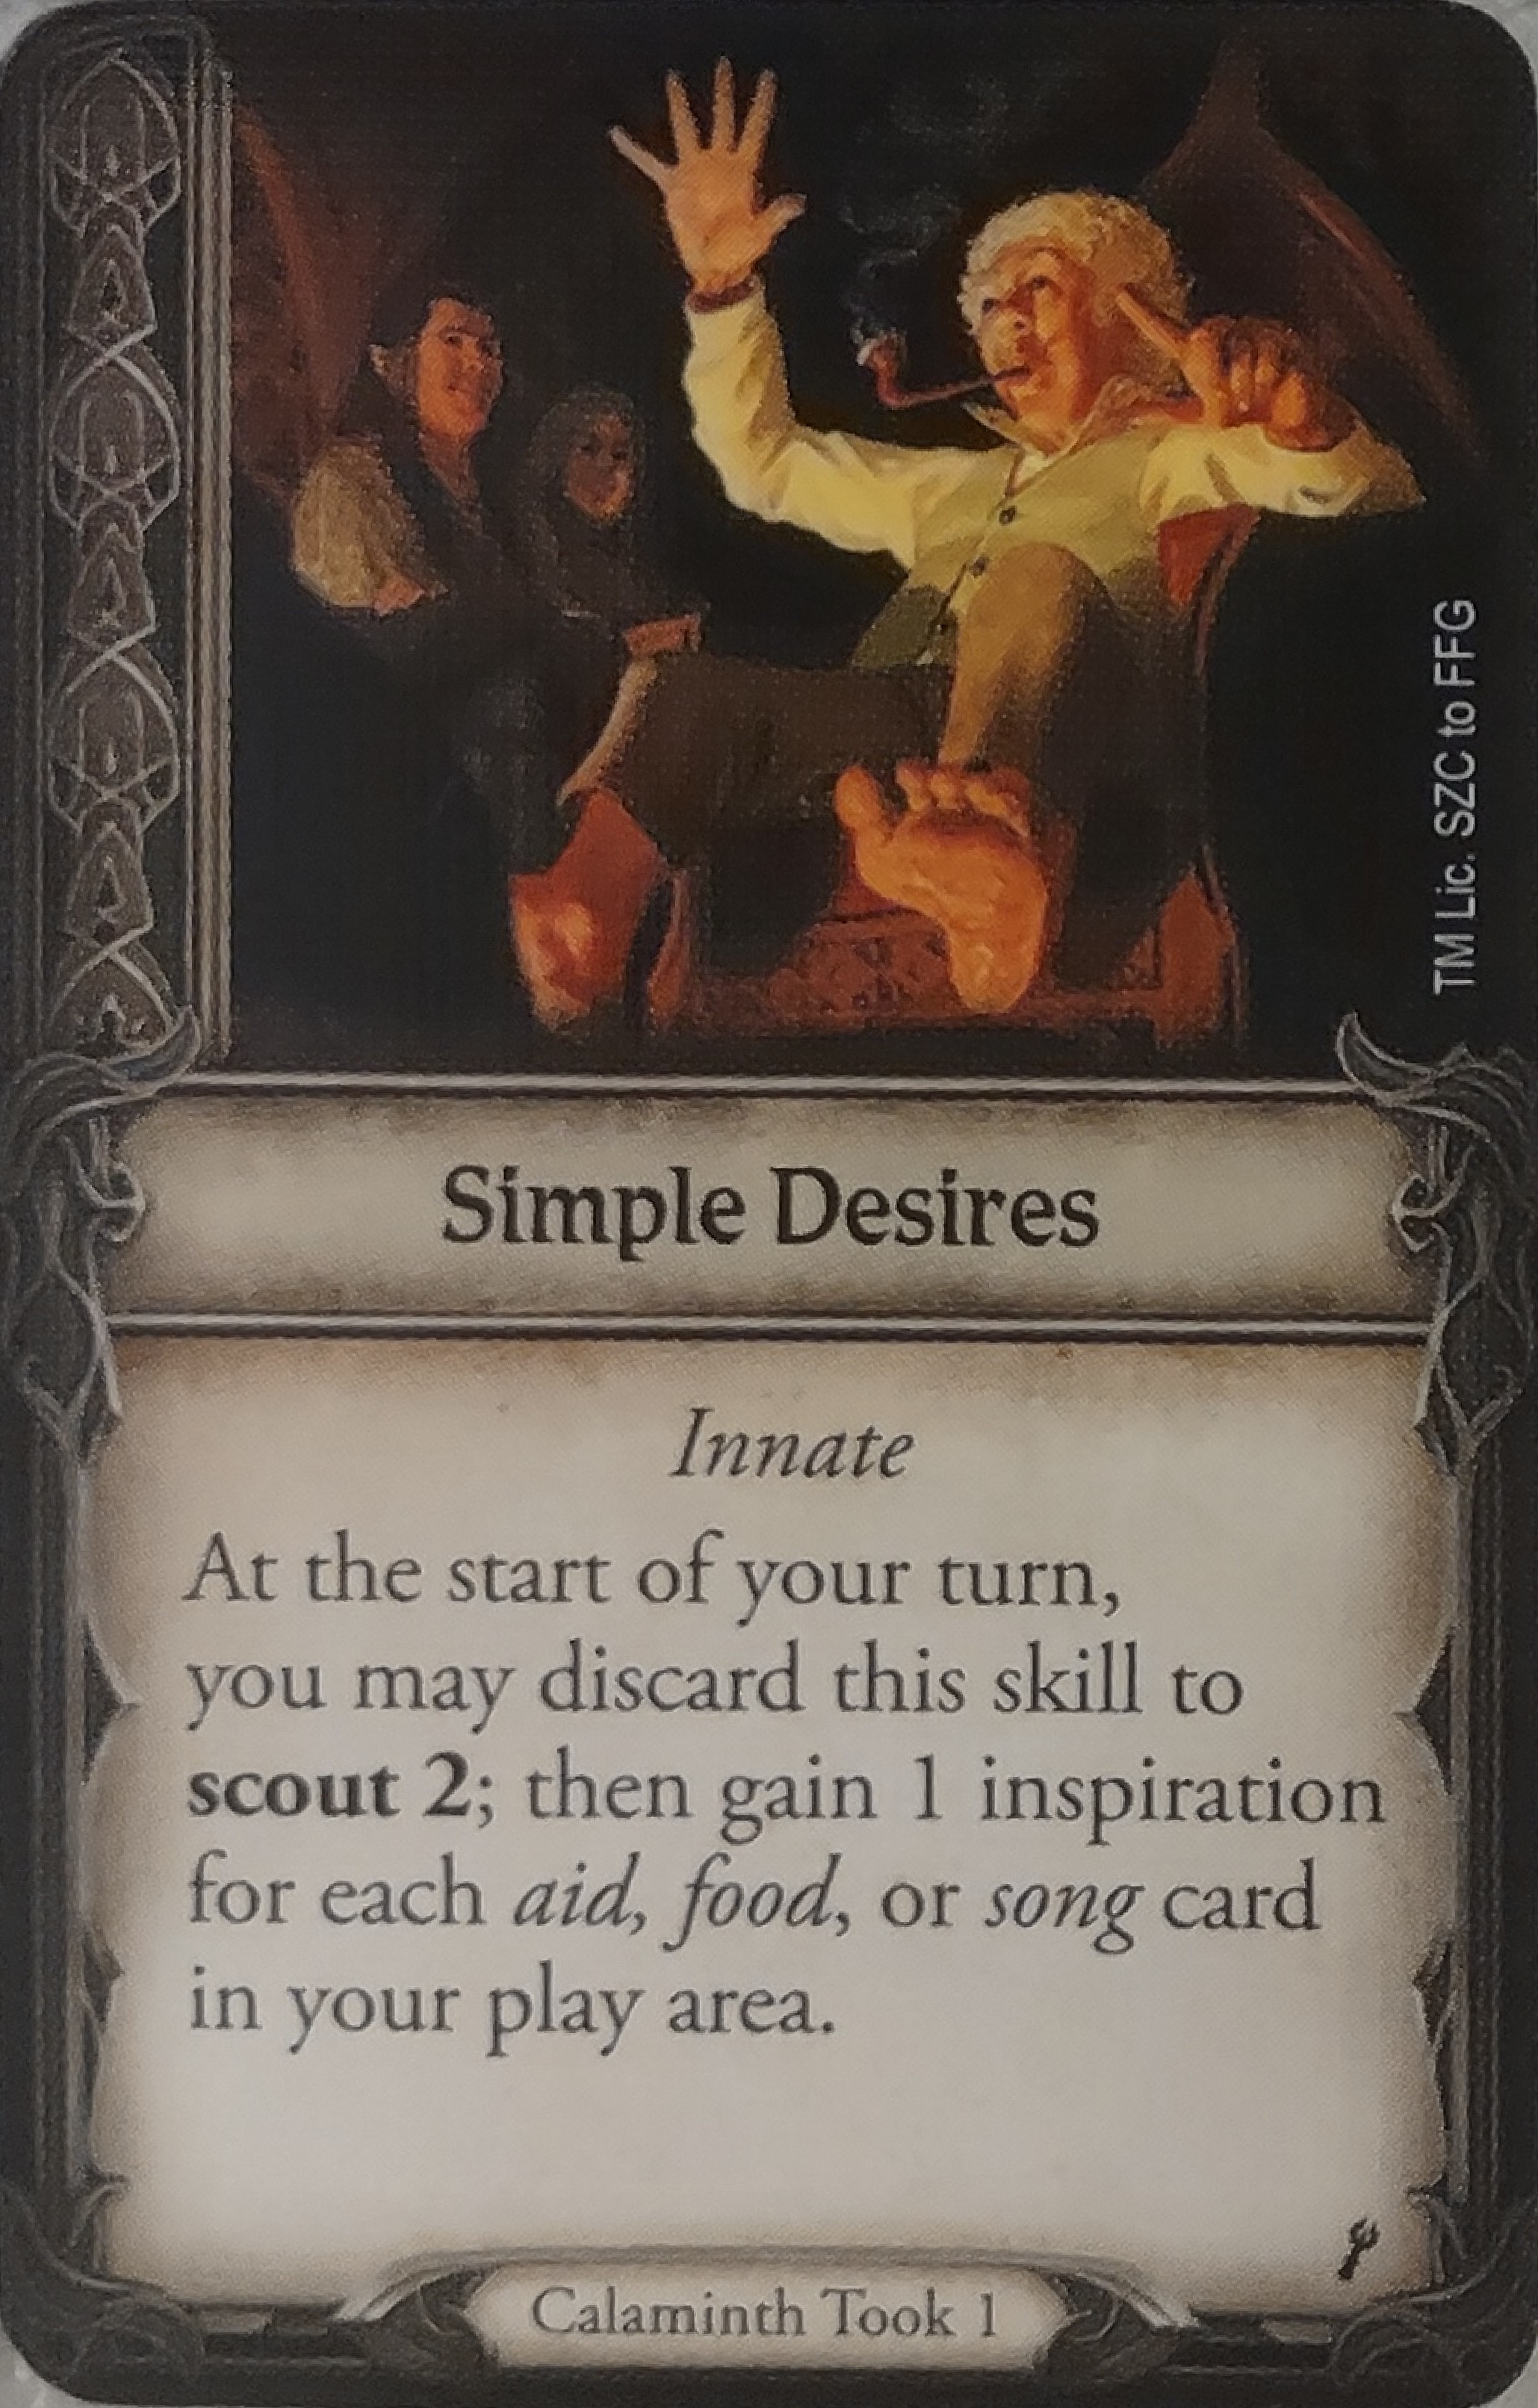 TM Lic. SZC to FFG
Simple Desires
Innate
At the start of your turn,
you may discard this skill to
scout 2; then gain 1 inspiration
for each aid, food, or song card
in your play area.
Calaminth Took 1